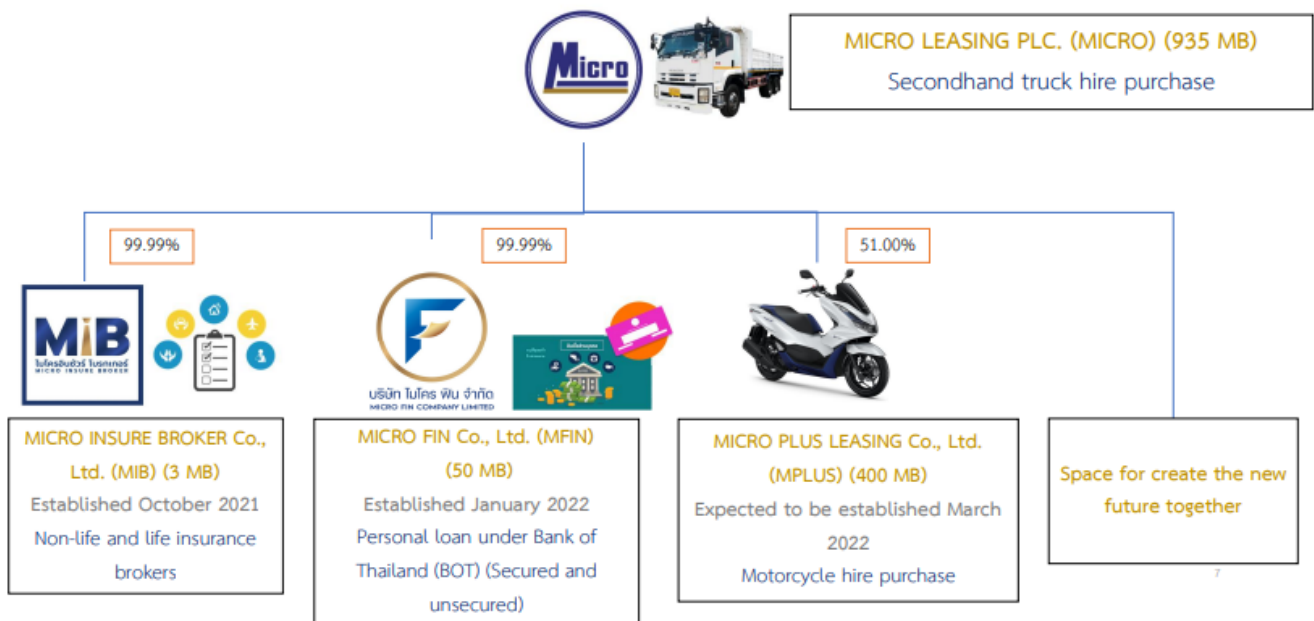 Micro
MICRO LEASING PLC. (MICRO) (935 MB)
Secondhand truck hire purchase
99.99%
99.99%
51.00%
MiB
ไมโครอินชัวร์ โบรกเกอร์
MICRO INSURE BROKER
F
บริษัท ไมโคร ฟิน จำกัด
MICRO FIN COMPANY LIMITED
MICRO INSURE BROKER Co.,
Ltd. (MIB) (3 MB)
Established October 2021
Non-life and life insurance
brokers
MICRO FIN Co., Ltd. (MFIN)
(50 MB)
Established January 2022
Personal loan under Bank of
Thailand (BOT) (Secured and
unsecured)
MICRO PLUS LEASING Co., Ltd.
(MPLUS) (400 MB)
Expected to be established March
2022
Motorcycle hire purchase
Space for create the new
future together
7